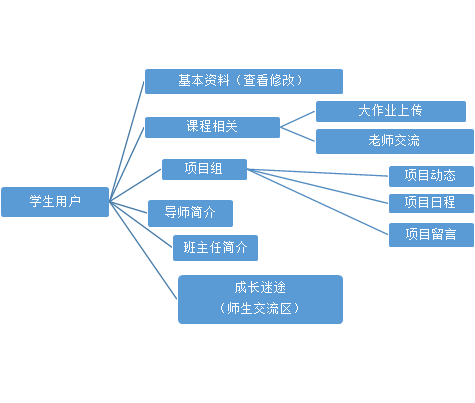 基本资料（查看修改）
课程相关
大作业上传
老师交流
项目组
项目动态
项目日程
项目留言
学生用户
导师简介
班主任简介
成长迷途
（师生交流区）